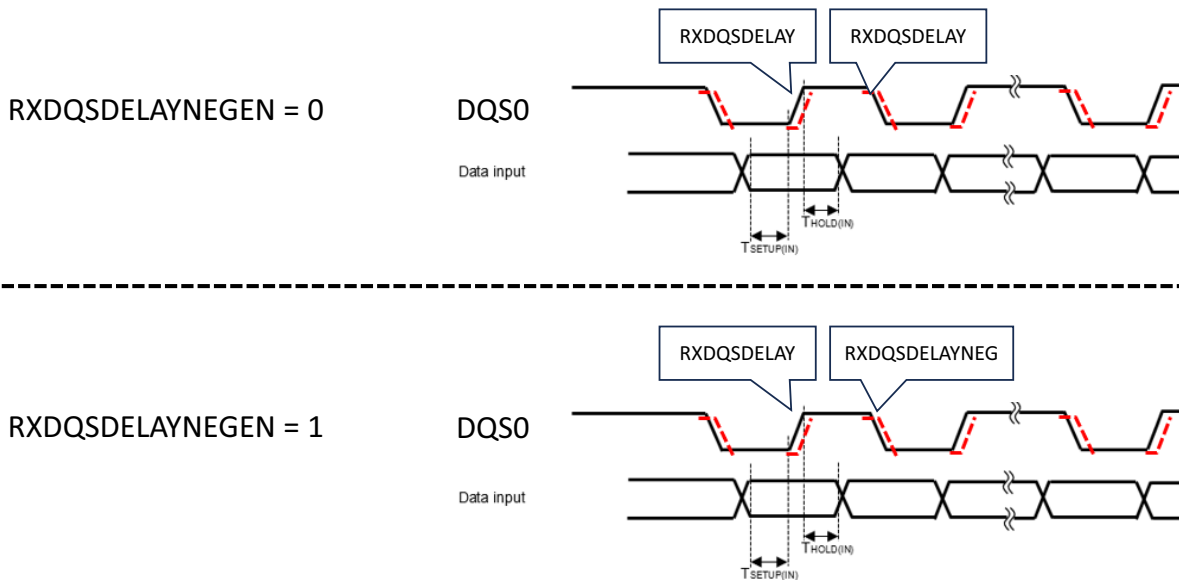 RXDQSDELAY
RXDQSDELAY
RXDQSDELAYNEGEN = 0
DQS0
Data input
THOLD(IN)
TSETUP(IN)
RXDQSDELAY
RXDQSDELAYNEG
RXDQSDELAYNEGEN = 1
DQS0
Data input
THOLD(IN)
TSETUP(IN)